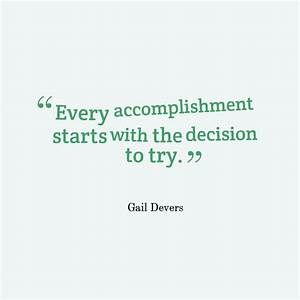 “Every accomplishment
starts with the decision
to try.”
Gail Devers